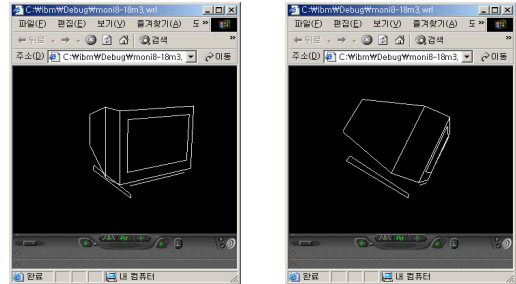 C:\ibm\Debug\moni8-18m3.wrl
파일(F) 편집(E) 보기(V) 즐겨찾기(A) 도 »
뒤로 검색 »
주소(D) C:\ibm\Debug\moni8-18m3, 이동
완료 내 컴퓨터
C:\ibm\Debug\moni8-18m3.wrl
파일(F) 편집(E) 보기(V) 즐겨찾기(A) 도 »
뒤로 검색 »
주소(D) C:\ibm\Debug\moni8-18m3, 이동
완료 내 컴퓨터